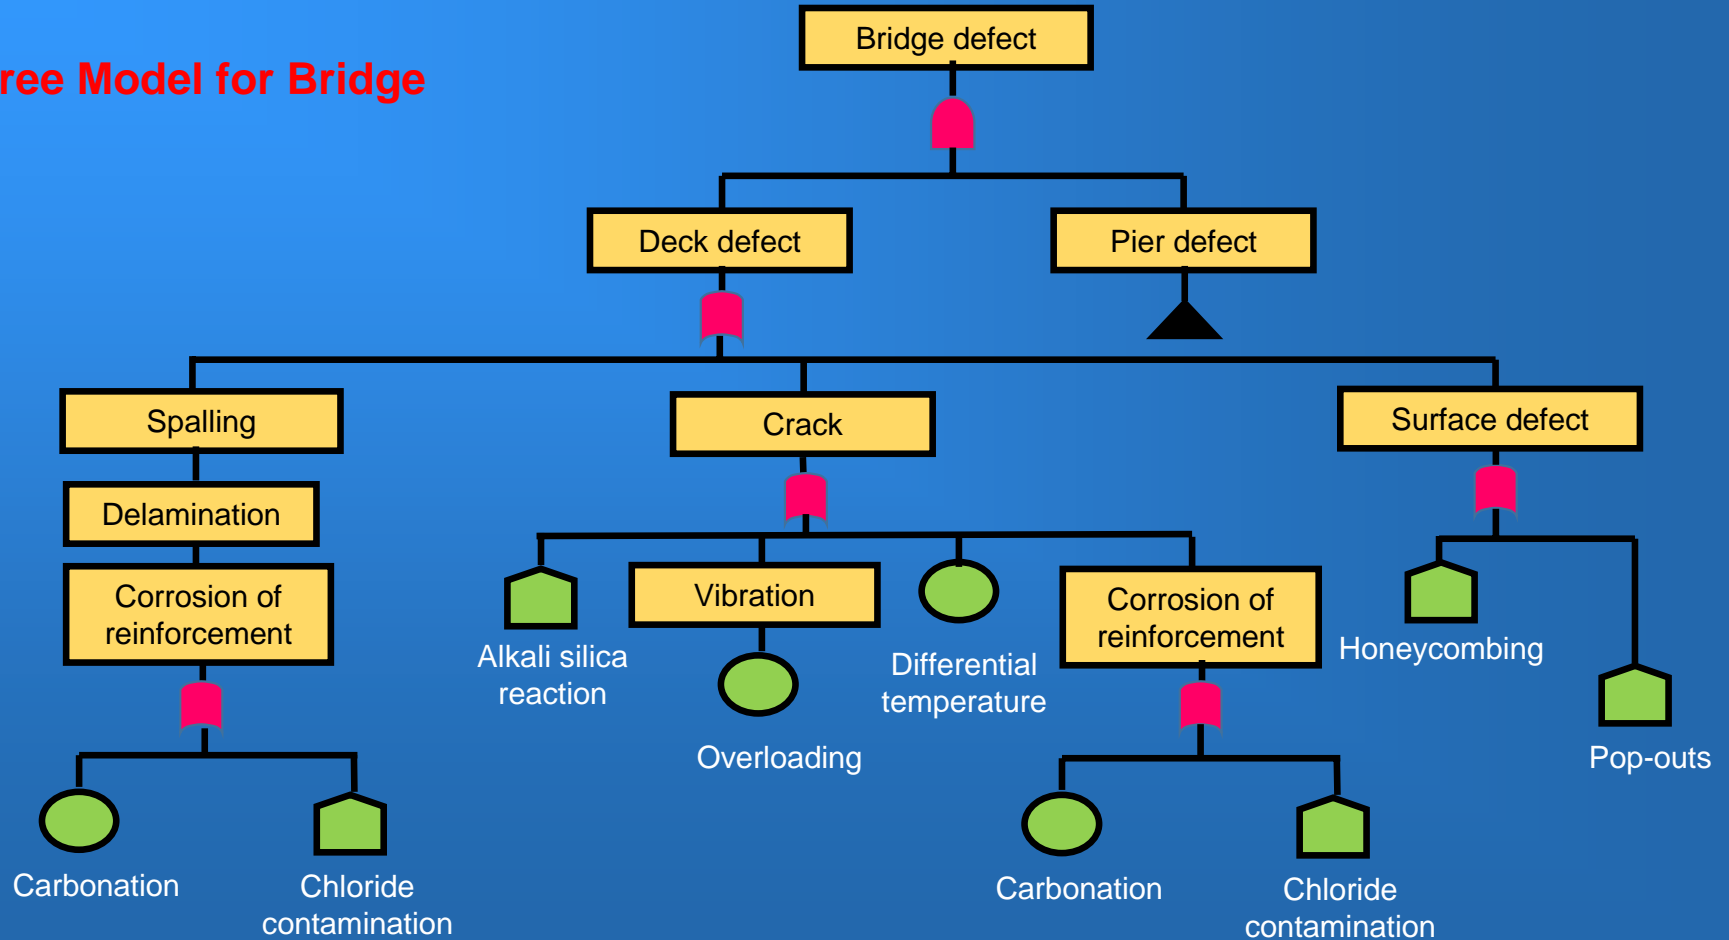 ree Model for Bridge
Bridge defect
Deck defect
Pier defect
Spalling
Crack
Surface defect
Delamination
Corrosion of
reinforcement
Vibration
Corrosion of
reinforcement
Alkali silica
reaction
Differential
temperature
Honeycombing
Overloading
Pop-outs
Carbonation
Chloride
contamination
Carbonation
Chloride
contamination